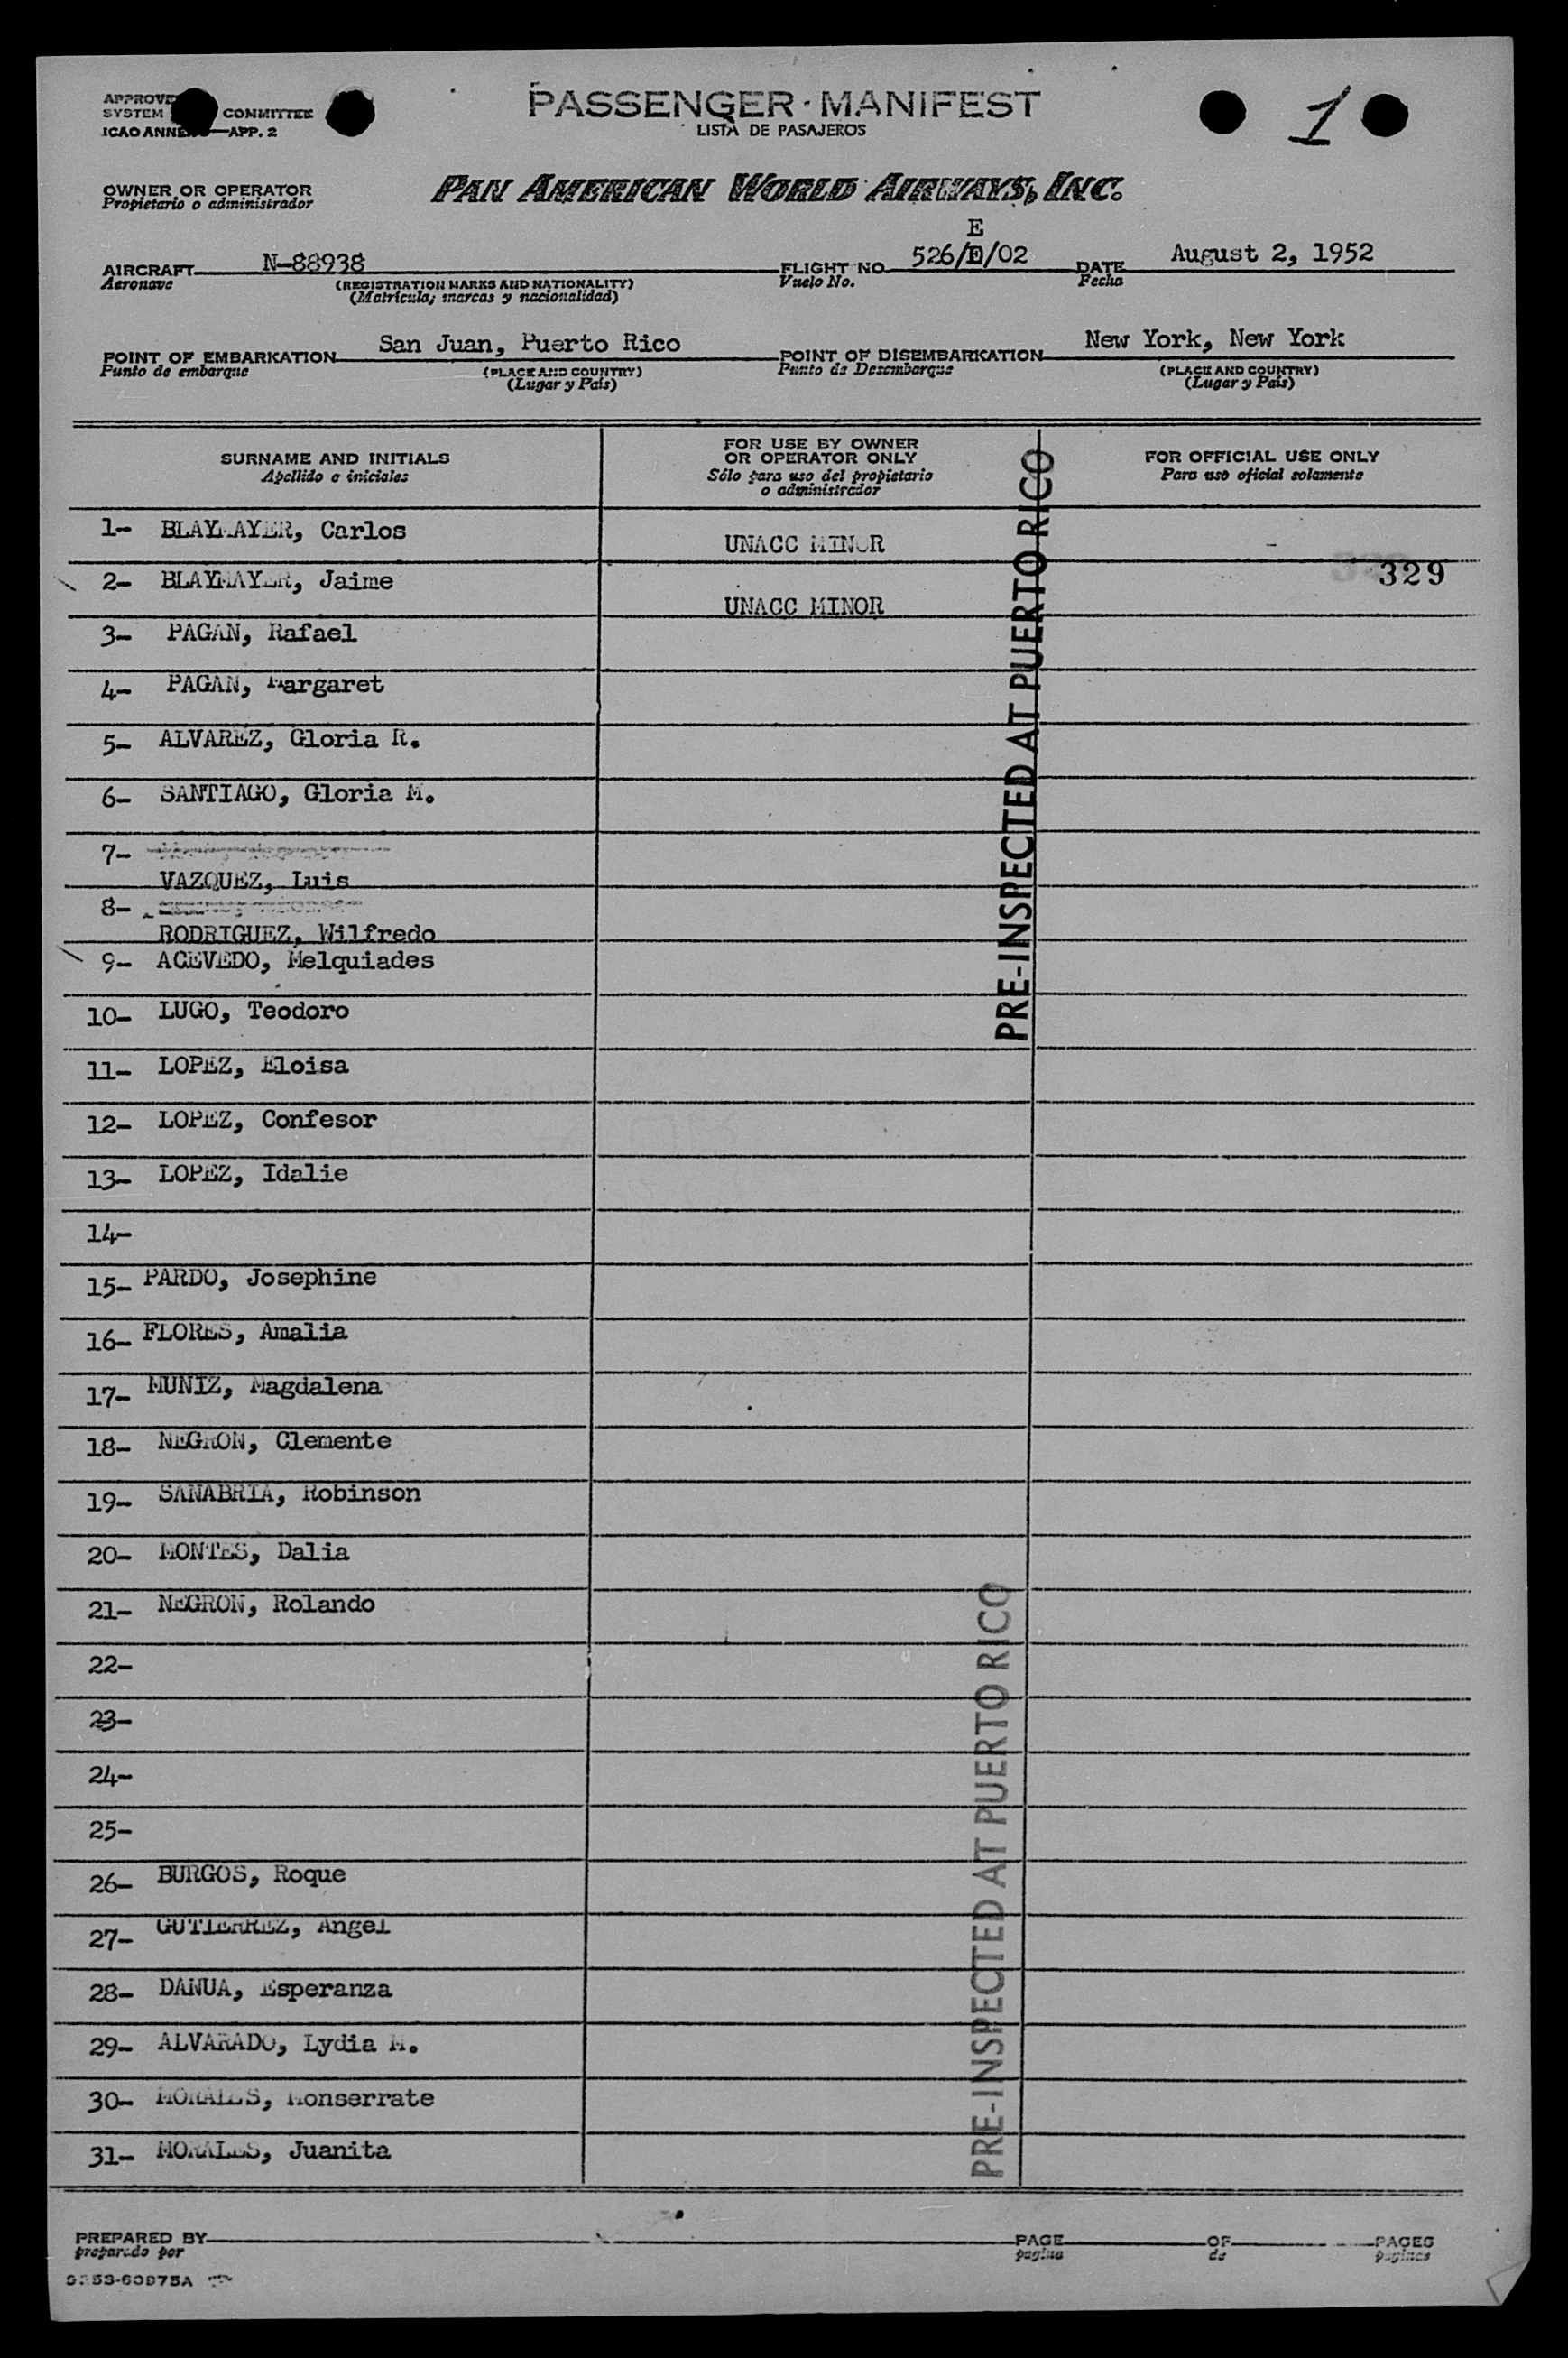 APPROVE
SYSTEM COMMITTEE
ICAO ANNE APP. 2
PASSENGER MANIFEST
LISTA DE PASAJEROS
1
OWNER OR OPERATOR
Propietario o administrador
PAN AMERICAN WORLD AIRWAYS, INC.
E
AIRCRAFT N-88938 FLIGHT NO. 526/E/02 DATE August 2, 1952
Aeronave (REGISTRATION MARKS AND NATIONALITY) Vuelo No. Fecha
(Matrícula, marcas y nacionalidad)
POINT OF EMBARKATION San Juan, Puerto Rico POINT OF DISEMBARKATION New York, New York
Punto de embarque (PLACE AND COUNTRY) Punto de Desembarque (PLACE AND COUNTRY)
(Lugar y País) (Lugar y País)
SURNAME AND INITIALS
Apellido e iniciales
FOR USE BY OWNER
OR OPERATOR ONLY
Sólo para uso del propietario
o administrador
FOR OFFICIAL USE ONLY
Para uso oficial solamente
1- BLAYMAYER, Carlos UNACC MINOR
329
2- BLAYMAYER, Jaime UNACC MINOR
3- PAGAN, Rafael
4- PAGAN, Margaret
5- ALVAREZ, Gloria R.
6- SANTIAGO, Gloria M.
7-
VAZQUEZ, Luis
8-
RODRIGUEZ, Wilfredo
9- ACEVEDO, Melquiades
10- LUGO, Teodoro
11- LOPEZ, Eloisa
12- LOPEZ, Confesor
13- LOPEZ, Idalie
14-
15- PARDO, Josephine
16- FLORES, Amalia
17- MUNIZ, Magdalena
18- NEGRON, Clemente
19- SANABRIA, Robinson
20- MONTES, Dalia
21- NEGRON, Rolando
22-
23-
24-
25-
26- BURGOS, Roque
27- GUTIERREZ, Angel
28- DANUA, Esperanza
29- ALVARADO, Lydia M.
30- MORALES, Monserrate
31- MORALES, Juanita
PRE-INSPECTED AT PUERTO RICO
PRE-INSPECTED AT PUERTO RICO
PREPARED BY PAGE OF PAGES
preparado por pagina de paginas